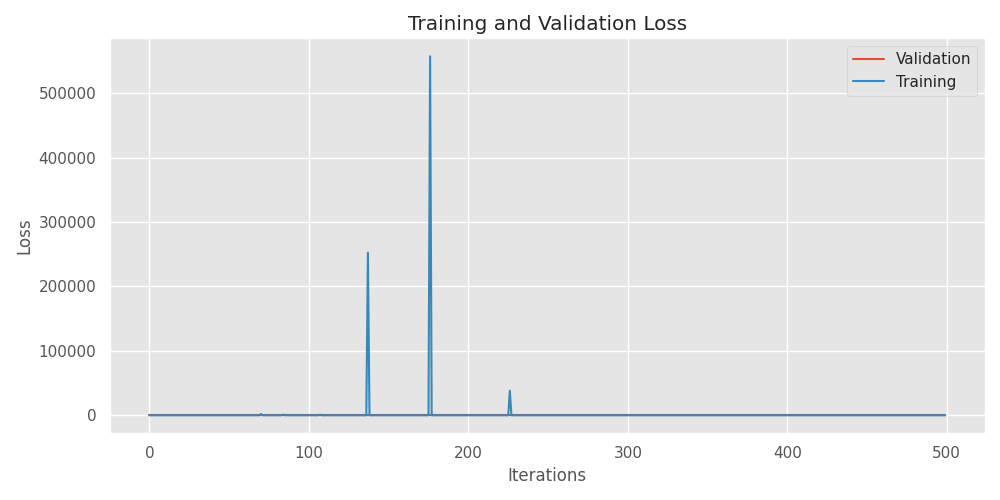 Training and Validation Loss
Validation
Training
500000
400000
300000
200000
100000
0
Loss
0 100 200 300 400 500
Iterations